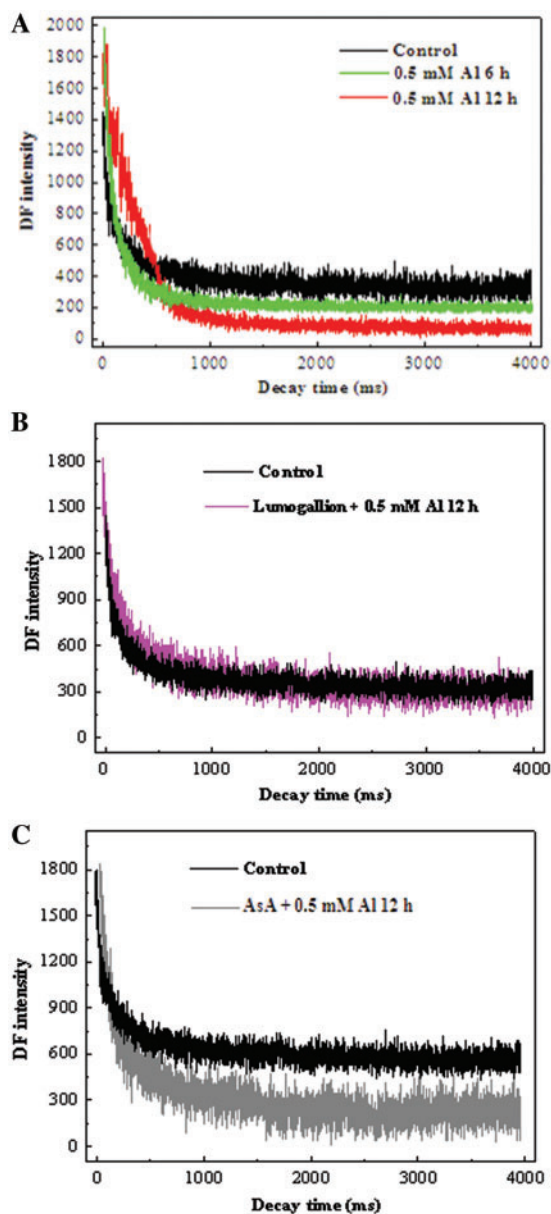 A
2000
1800
1600
1400
1200
1000
800
600
400
200
0
DF intensity
Control
0.5 mM Al 6 h
0.5 mM Al 12 h
0 1000 2000 3000 4000
Decay time (ms)
B
1800
1500
1200
900
600
300
0
DF intensity
Control
Lumogallion + 0.5 mM Al 12 h
0 1000 2000 3000 4000
Decay time (ms)
C
1800
1500
1200
900
600
300
0
DF intensity
Control
AsA + 0.5 mM Al 12 h
0 1000 2000 3000 4000
Decay time (ms)